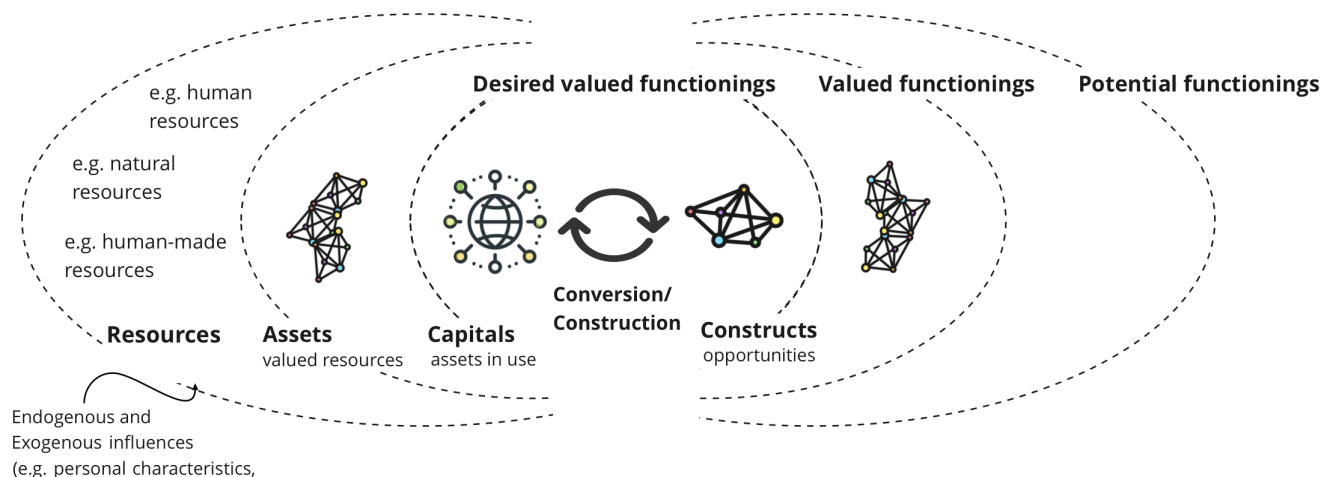 Desired valued functionings
Valued functionings
Potential functionings
e.g. human
resources
e.g. natural
resources
e.g. human-made
resources
Conversion/
Construction
Resources
Assets
valued resources
Capitals
assets in use
Constructs
opportunities
Endogenous and
Exogenous influences
(e.g. personal characteristics,